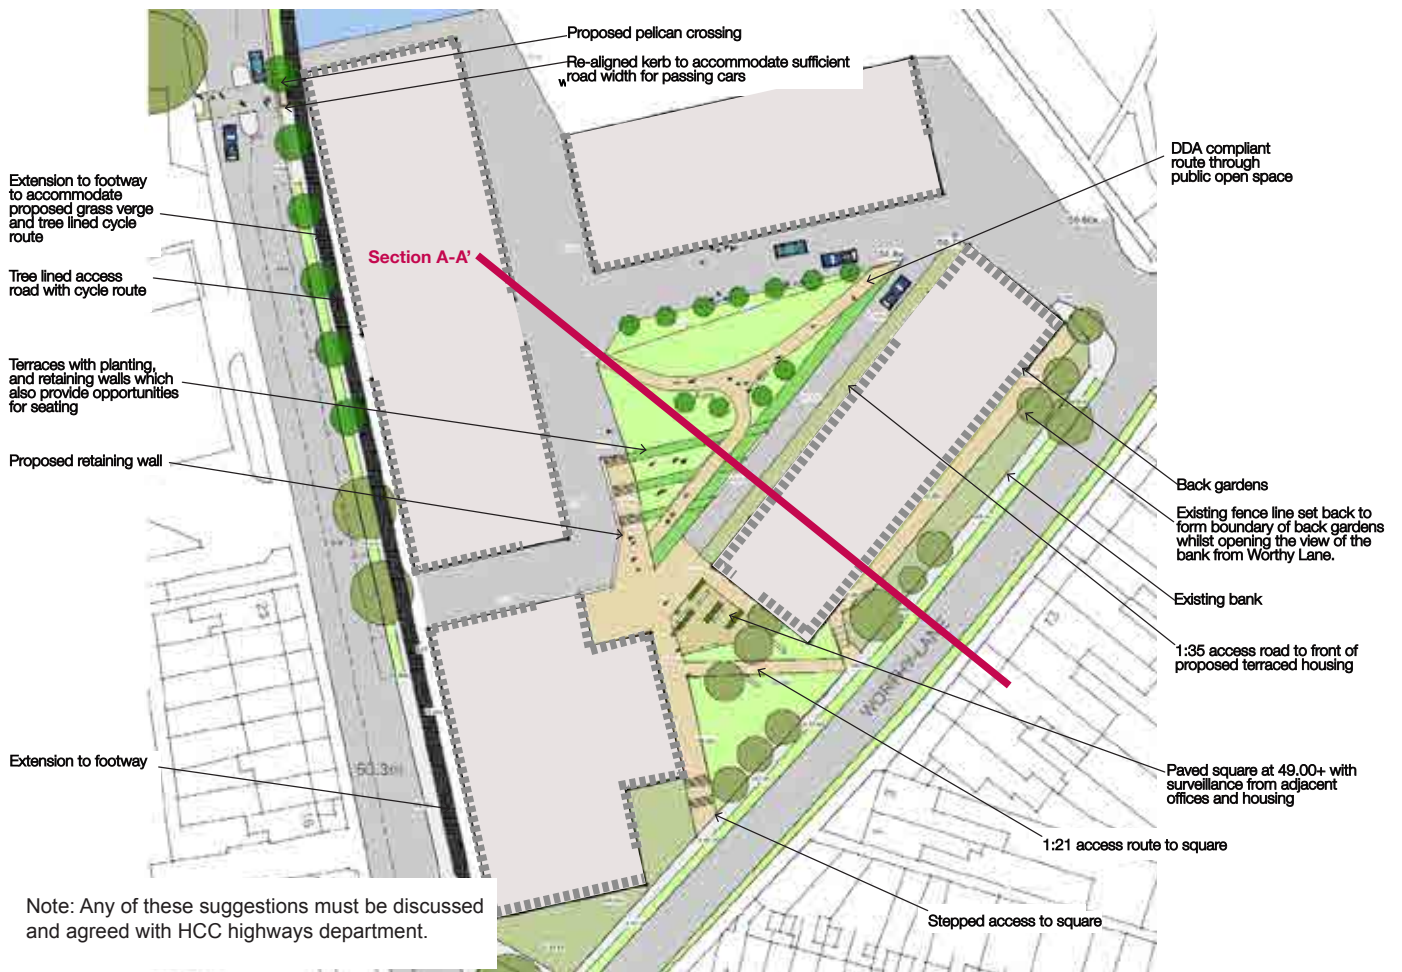 Proposed pelican crossing
Re-aligned kerb to accommodate sufficient
road width for passing cars
DDA compliant
route through
public open space
Extension to footway
to accommodate
proposed grass verge
and tree lined cycle
route
Section A-A'
Tree lined access
road with cycle route
Terraces with planting,
and retaining walls which
also provide opportunities
for seating
Proposed retaining wall
Back gardens
Existing fence line set back to
form boundary of back gardens
whilst opening the view of the
bank from Worthy Lane.
Existing bank
1:35 access road to front of
proposed terraced housing
WORTHY LANE
13
23
Extension to footway
50.3m
Paved square at 49.00+ with
surveillance from adjacent
offices and housing
1:21 access route to square
Stepped access to square
Note: Any of these suggestions must be discussed
and agreed with HCC highways department.